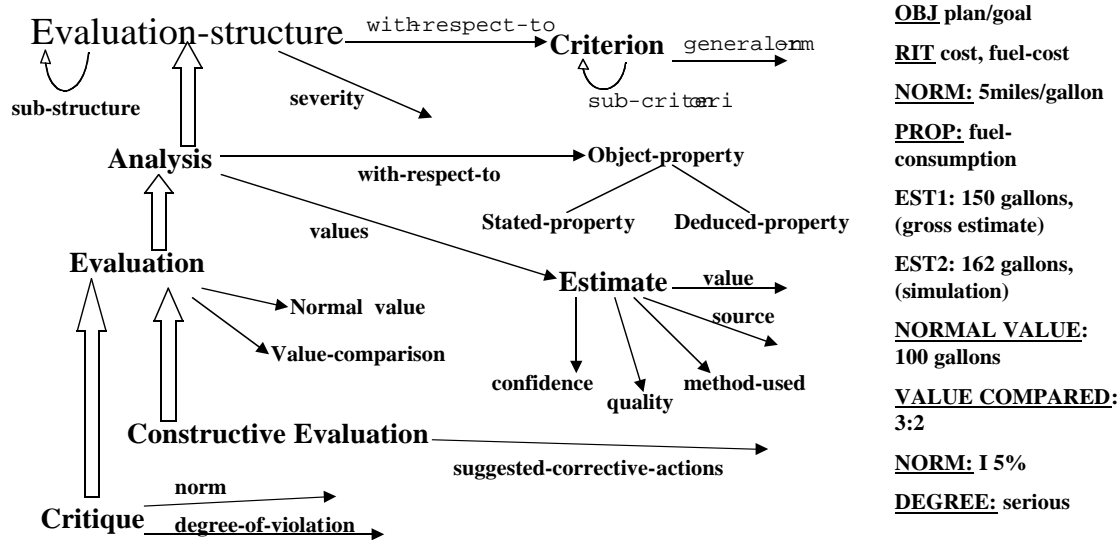 Evaluation-structure
with-respect-to
Criterion
general-
sub-structure
severity
sub-criteri
Analysis
with-respect-to
Object-property
Stated-property
Deduced-property
values
Evaluation
Estimate
value
source
Normal value
Value-comparison
confidence
quality
method-used
Constructive Evaluation
suggested-corrective-actions
norm
Critique
degree-of-violation
OBJ plan/goal
RIT cost, fuel-cost
NORM: 5miles/gallon
PROP: fuel-
consumption
EST1: 150 gallons,
(gross estimate)
EST2: 162 gallons,
(simulation)
NORMAL VALUE:
100 gallons
VALUE COMPARED:
3:2
NORM: I 5%
DEGREE: serious